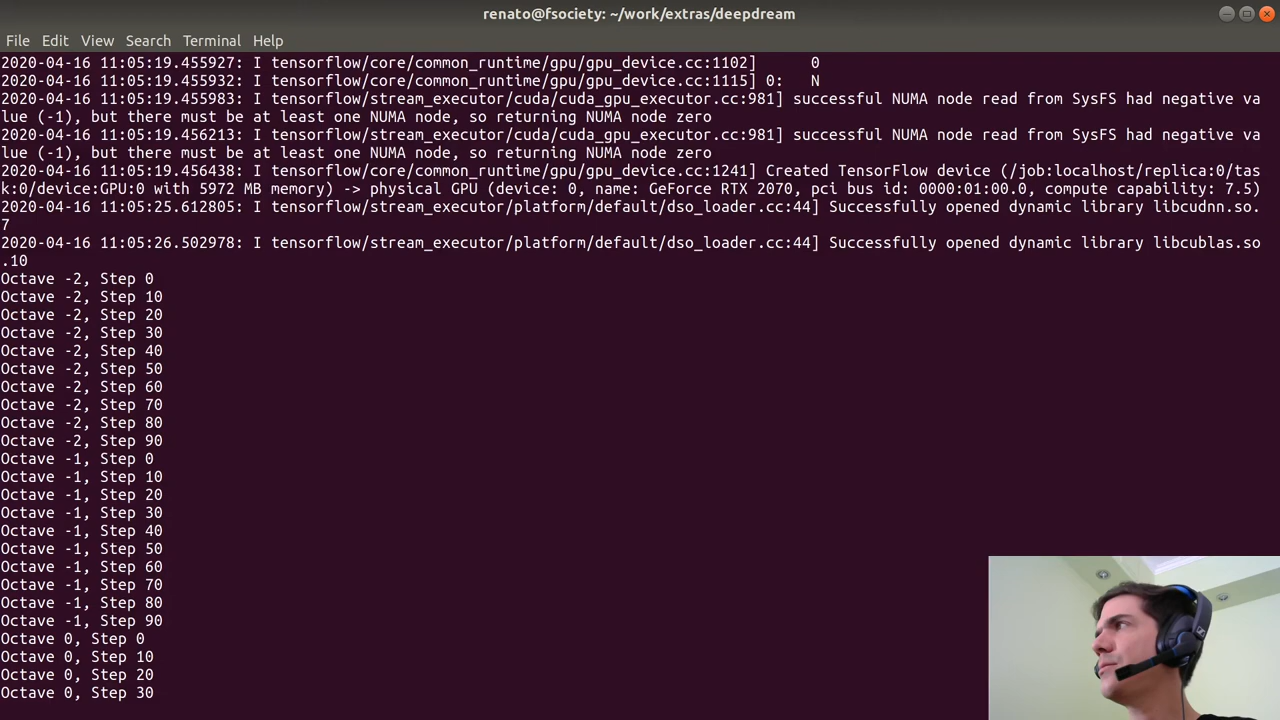 renato@fsociety: ~/work/extras/deepdream
File Edit View Search Terminal Help
2020-04-16 11:05:19.455927: I tensorflow/core/common_runtime/gpu/gpu_device.cc:1102]      0
2020-04-16 11:05:19.455932: I tensorflow/core/common_runtime/gpu/gpu_device.cc:1115] 0:   N
2020-04-16 11:05:19.455983: I tensorflow/stream_executor/cuda/cuda_gpu_executor.cc:981] successful NUMA node read from SysFS had negative va
lue (-1), but there must be at least one NUMA node, so returning NUMA node zero
2020-04-16 11:05:19.456213: I tensorflow/stream_executor/cuda/cuda_gpu_executor.cc:981] successful NUMA node read from SysFS had negative va
lue (-1), but there must be at least one NUMA node, so returning NUMA node zero
2020-04-16 11:05:19.456438: I tensorflow/core/common_runtime/gpu/gpu_device.cc:1241] Created TensorFlow device (/job:localhost/replica:0/tas
k:0/device:GPU:0 with 5972 MB memory) -> physical GPU (device: 0, name: GeForce RTX 2070, pci bus id: 0000:01:00.0, compute capability: 7.5)
2020-04-16 11:05:25.612805: I tensorflow/stream_executor/platform/default/dso_loader.cc:44] Successfully opened dynamic library libcudnn.so.
7
2020-04-16 11:05:26.502978: I tensorflow/stream_executor/platform/default/dso_loader.cc:44] Successfully opened dynamic library libcublas.so
.10
Octave -2, Step 0
Octave -2, Step 10
Octave -2, Step 20
Octave -2, Step 30
Octave -2, Step 40
Octave -2, Step 50
Octave -2, Step 60
Octave -2, Step 70
Octave -2, Step 80
Octave -2, Step 90
Octave -1, Step 0
Octave -1, Step 10
Octave -1, Step 20
Octave -1, Step 30
Octave -1, Step 40
Octave -1, Step 50
Octave -1, Step 60
Octave -1, Step 70
Octave -1, Step 80
Octave -1, Step 90
Octave 0, Step 0
Octave 0, Step 10
Octave 0, Step 20
Octave 0, Step 30